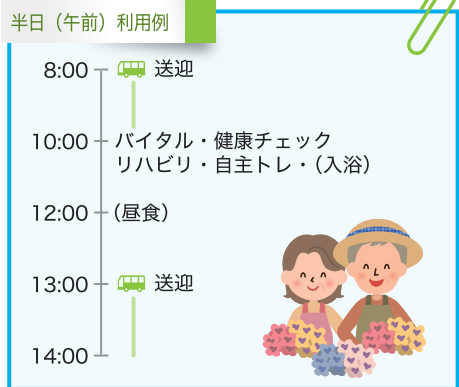 半日（午前）利用例
8:00 送迎
10:00 バイタル・健康チェック
リハビリ・自主トレ・（入浴）
12:00 （昼食）
13:00 送迎
14:00